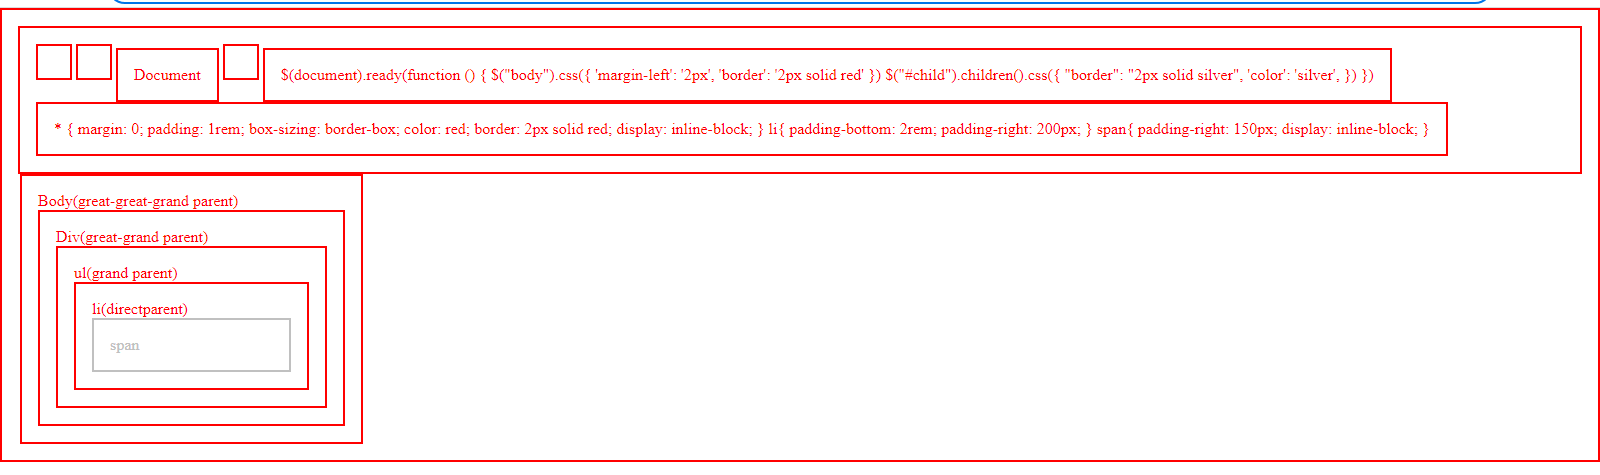 Document
$(document).ready(function () { $("body").css({ 'margin-left': '2px', 'border': '2px solid red' }) $("#child").children().css({ "border": "2px solid silver", 'color': 'silver', }) })
* { margin: 0; padding: 1rem; box-sizing: border-box; color: red; border: 2px solid red; display: inline-block; } li{ padding-bottom: 2rem; padding-right: 200px; } span{ padding-right: 150px; display: inline-block; }
Body(great-great-grand parent)
Div(great-grand parent)
ul(grand parent)
li(directparent)
span